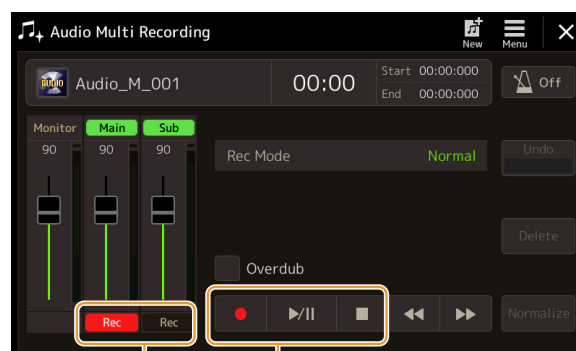 Audio Multi Recording
New
Menu
AUDIO
Audio_M_001
00:00
Start 00:00:000
End 00:00:000
Off
Monitor Main Sub
90 90 90
Rec Mode Normal
Undo
Delete
Overdub
Rec Rec
Normalize